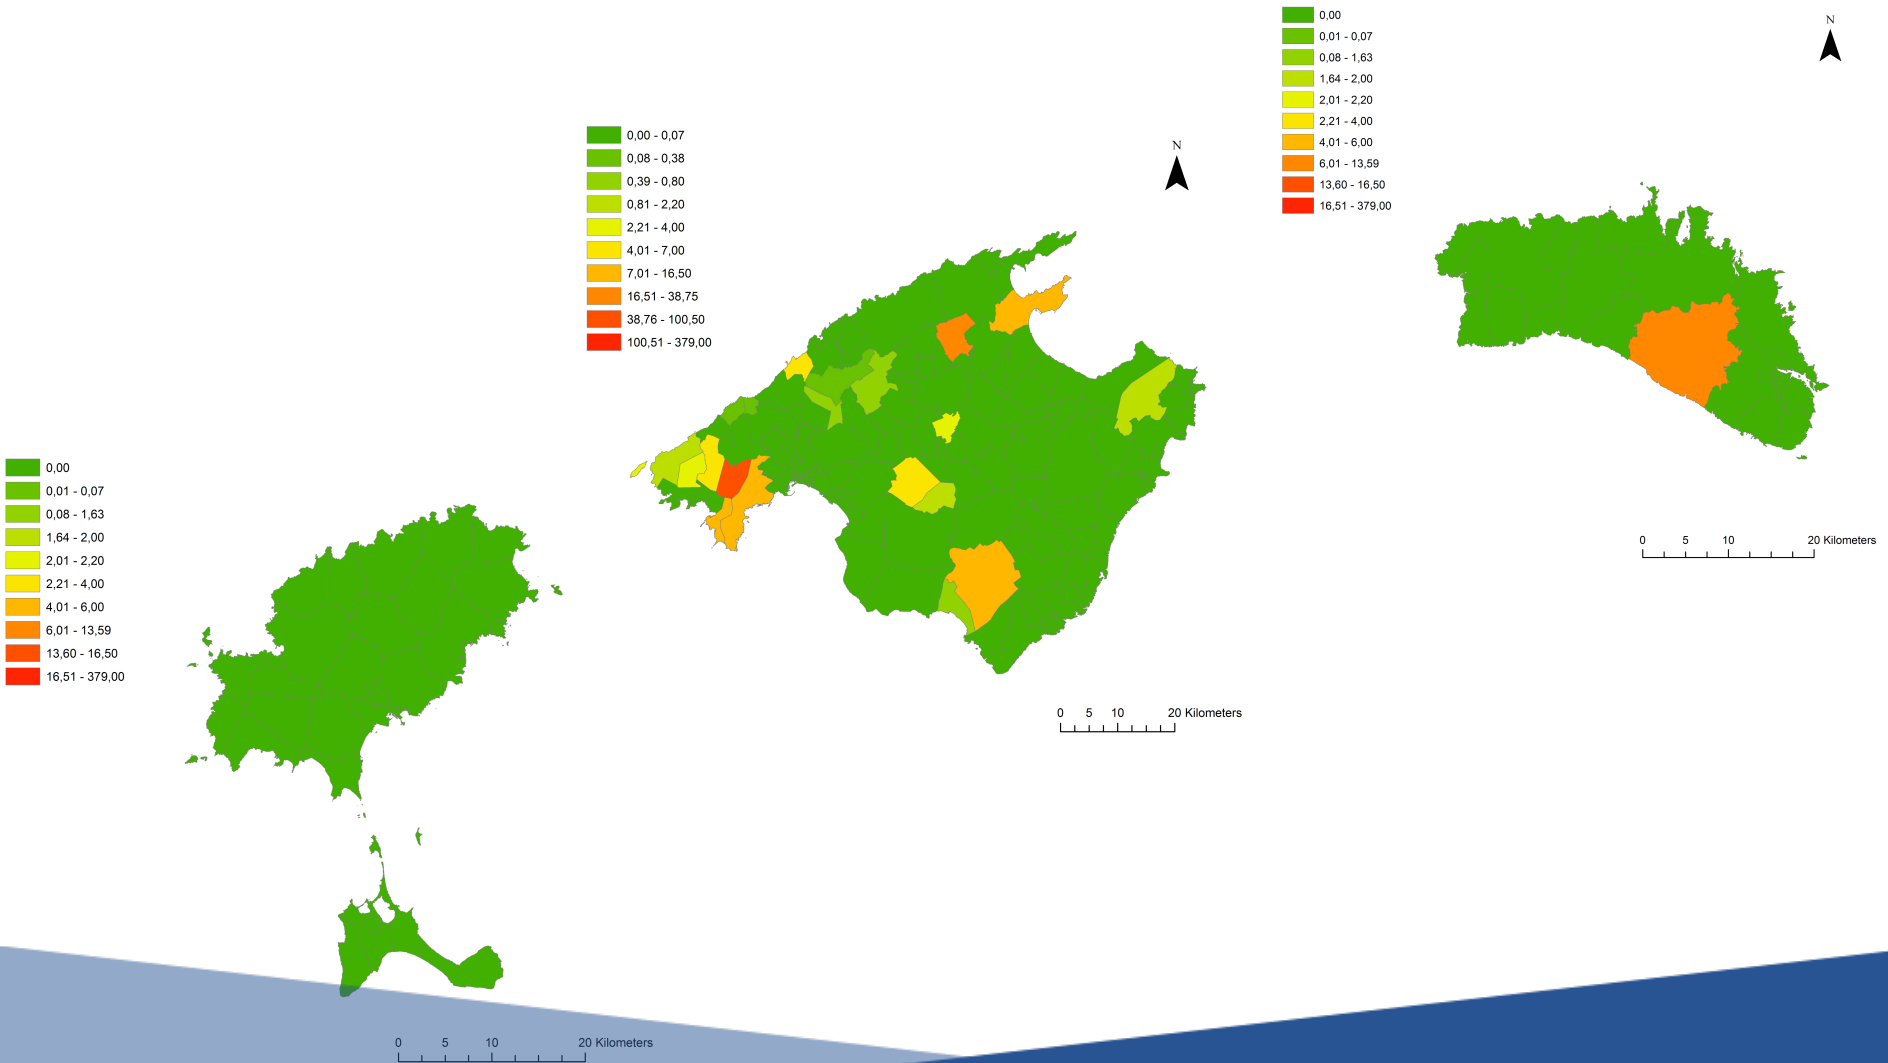 0,00
0,01 - 0,07
0,08 - 1,63
1,64 - 2,00
2,01 - 2,20
2,21 - 4,00
4,01 - 6,00
6,01 - 13,59
13,60 - 16,50
16,51 - 379,00
0 5 10 20 Kilometers
0,00 - 0,07
0,08 - 0,38
0,39 - 0,80
0,81 - 2,20
2,21 - 4,00
4,01 - 7,00
7,01 - 16,50
16,51 - 38,75
38,76 - 100,50
100,51 - 379,00
N
0 5 10 20 Kilometers
0,00
0,01 - 0,07
0,08 - 1,63
1,64 - 2,00
2,01 - 2,20
2,21 - 4,00
4,01 - 6,00
6,01 - 13,59
13,60 - 16,50
16,51 - 379,00
N
0 5 10 20 Kilometers